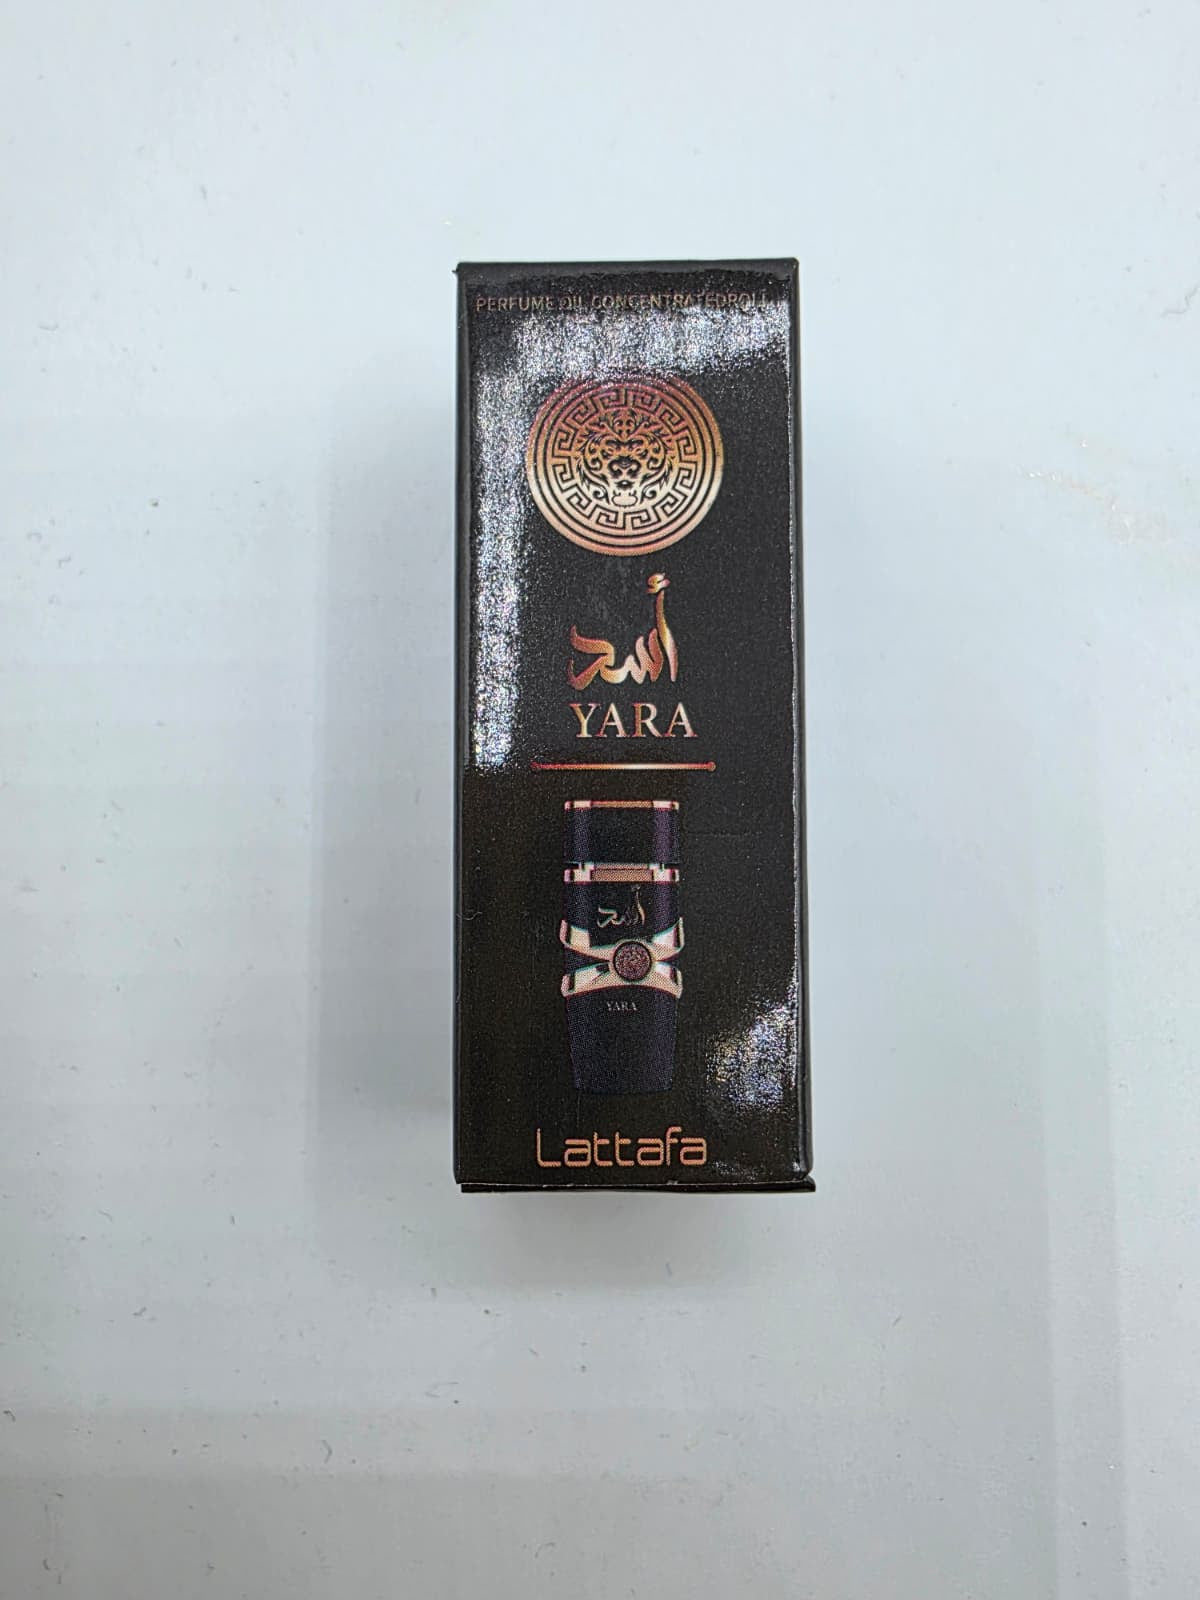 PERFUME OIL CONCENTRATEDROLL
أسد
YARA
أسد
YARA
Lattafa